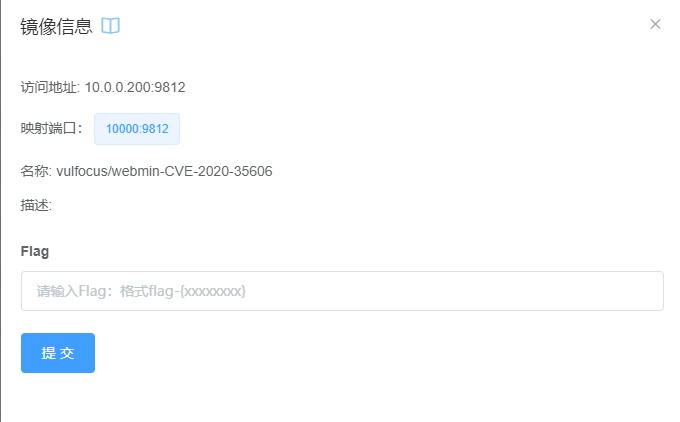 镜像信息
访问地址: 10.0.0.200:9812
映射端口： 10000:9812
名称: vulfocus/webmin-CVE-2020-35606
描述:
Flag
请输入Flag：格式flag-{xxxxxxxx}
提 交